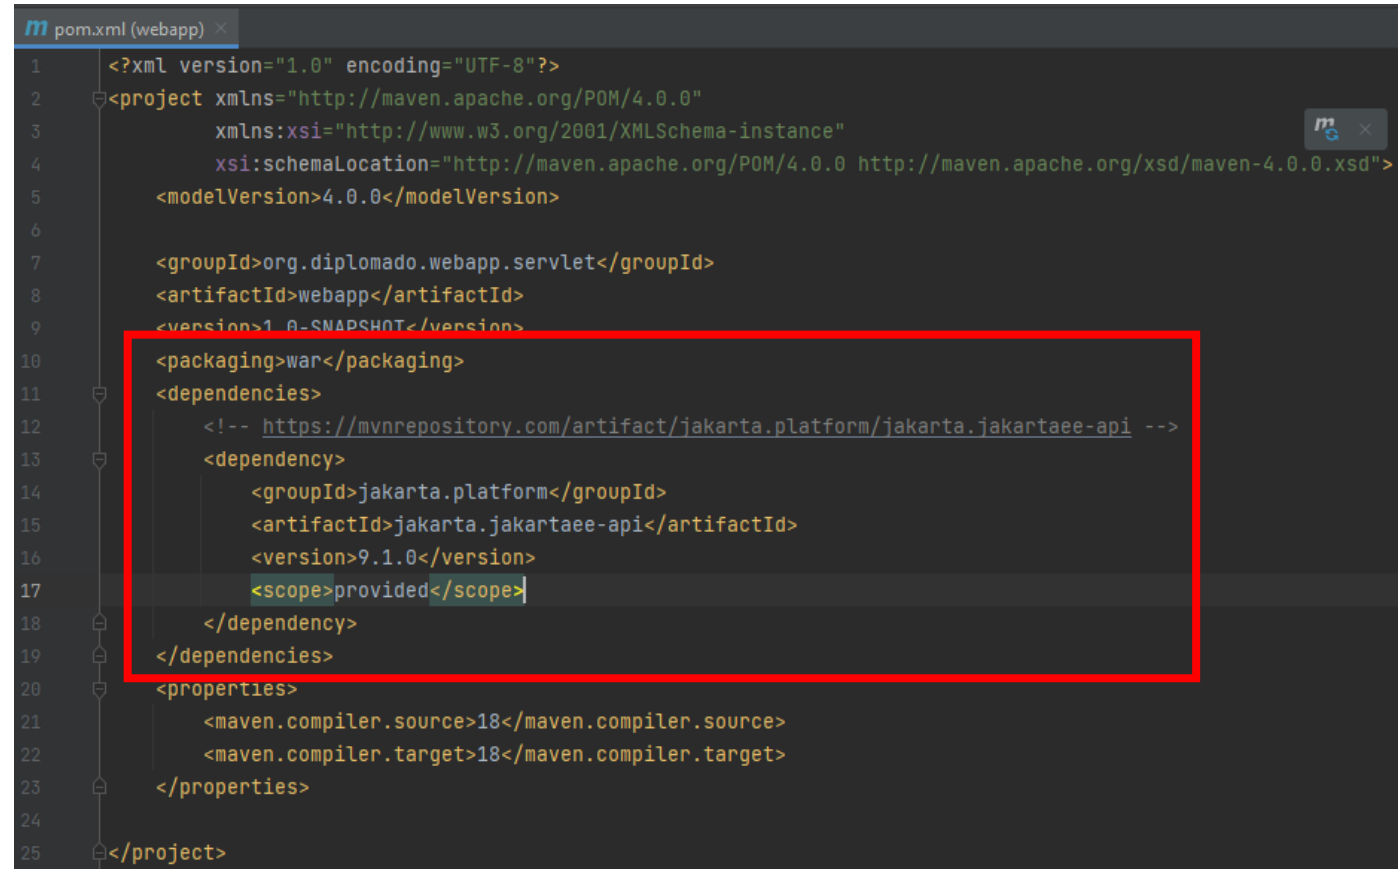 pom.xml (webapp)
1 <?xml version="1.0" encoding="UTF-8"?>
2 <project xmlns="http://maven.apache.org/POM/4.0.0"
3 xmlns:xsi="http://www.w3.org/2001/XMLSchema-instance"
4 xsi:schemaLocation="http://maven.apache.org/POM/4.0.0 http://maven.apache.org/xsd/maven-4.0.0.xsd">
5 <modelVersion>4.0.0</modelVersion>
6
7 <groupId>org.diplomado.webapp.servlet</groupId>
8 <artifactId>webapp</artifactId>
9 <version>1.0-SNAPSHOT</version>
10 <packaging>war</packaging>
11 <dependencies>
12 <!-- https://mvnrepository.com/artifact/jakarta.platform/jakarta.jakartaee-api -->
13 <dependency>
14 <groupId>jakarta.platform</groupId>
15 <artifactId>jakarta.jakartaee-api</artifactId>
16 <version>9.1.0</version>
17 <scope>provided</scope>
18 </dependency>
19 </dependencies>
20 <properties>
21 <maven.compiler.source>18</maven.compiler.source>
22 <maven.compiler.target>18</maven.compiler.target>
23 </properties>
24
25 </project>